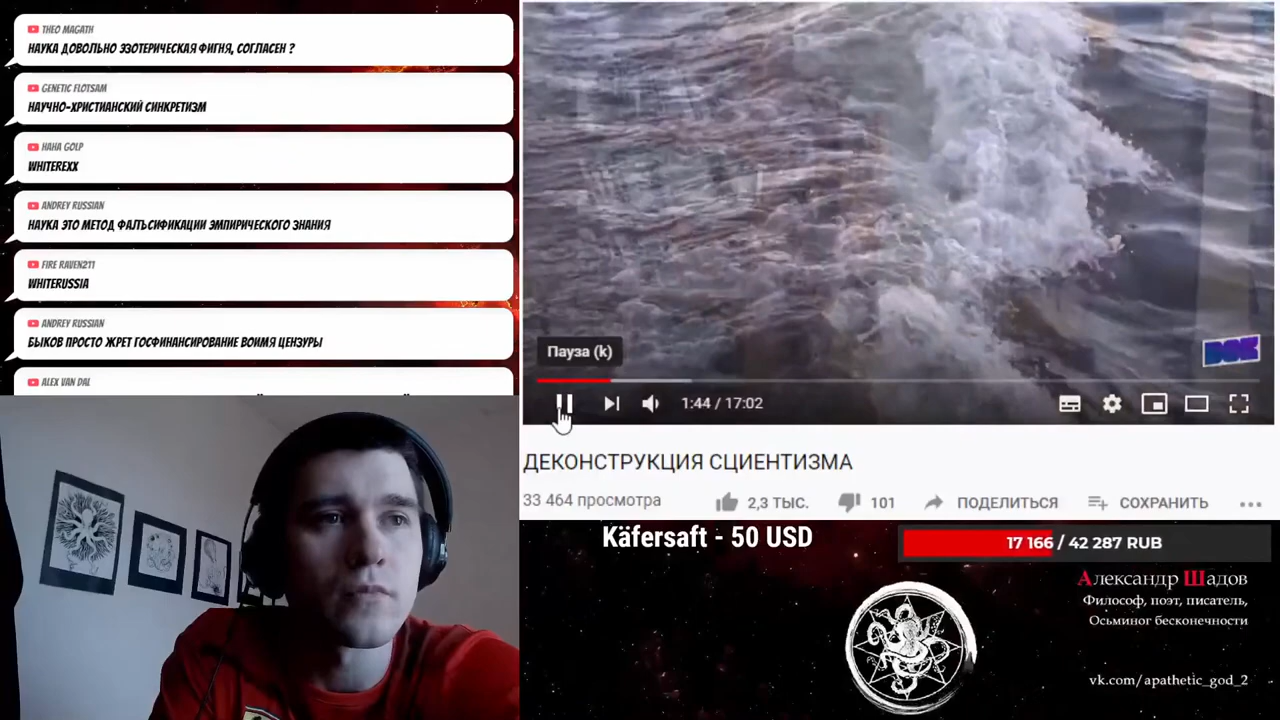 THEO MAGATH
НАУКА ДОВОЛЬНО ЭЗОТЕРИЧЕСКАЯ ФИГНЯ, СОГЛАСЕН ?
GENETIC FLOTSAM
НАУЧНО-ХРИСТИАНСКИЙ СИНКРЕТИЗМ
HAHA GOLP
WHITEREXX
ANDREY RUSSIAN
НАУКА ЭТО МЕТОД ФАЛЪСИФИКАЦИИ ЭМПИРИЧЕСКОГО ЗНАНИЯ
FIRE RAVEN211
WHITERUSSIA
ANDREY RUSSIAN
БЫКОВ ПРОСТО ЖРЕТ ГОСФИНАНСИРОВАНИЕ ВОИМЯ ЦЕНЗУРЫ
ALEX VAN DAL
Пауза (k)
1:44 / 17:02
ДЕКОНСТРУКЦИЯ СЦИЕНТИЗМА
33 464 просмотра
2,3 ТЫС.
101
ПОДЕЛИТЬСЯ
СОХРАНИТЬ
Käfersaft - 50 USD
17 166 / 42 287 RUB
Александр Шадов
Философ, поэт, писатель,
Осьминог бесконечности
vk.com/apathetic_god_2